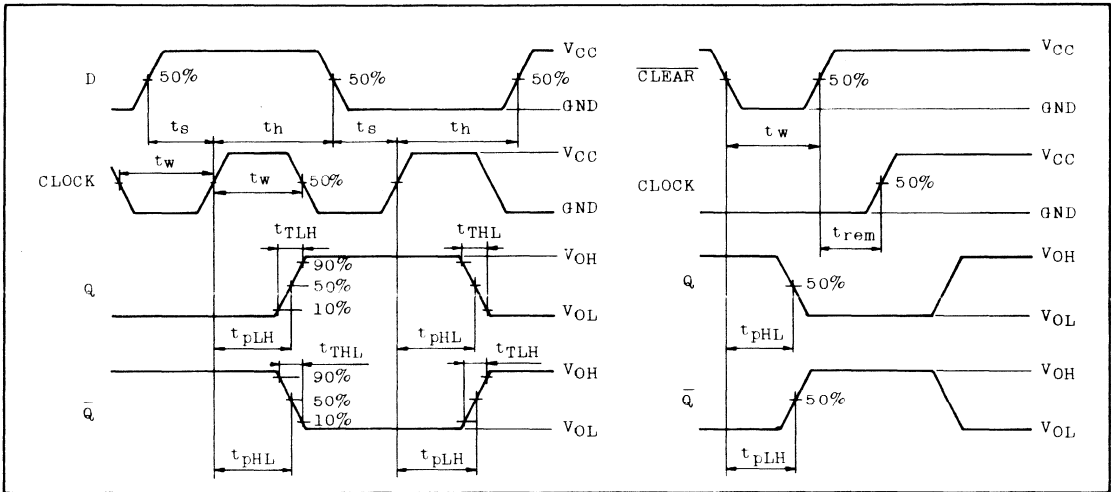 D
50%
50%
50%
VCC
GND
ts
th
ts
th
CLOCK
tw
tw
50%
VCC
GND
tTLH
tTHL
Q
90%
50%
10%
VOH
VOL
tpLH
tpHL
tTHL
tTLH
Q̄
90%
50%
10%
VOH
VOL
tpHL
tpLH
C̅L̅E̅A̅R̅
50%
VCC
GND
tw
CLOCK
50%
VCC
GND
trem
Q
50%
VOH
VOL
tpHL
Q̄
50%
VOH
VOL
tpLH